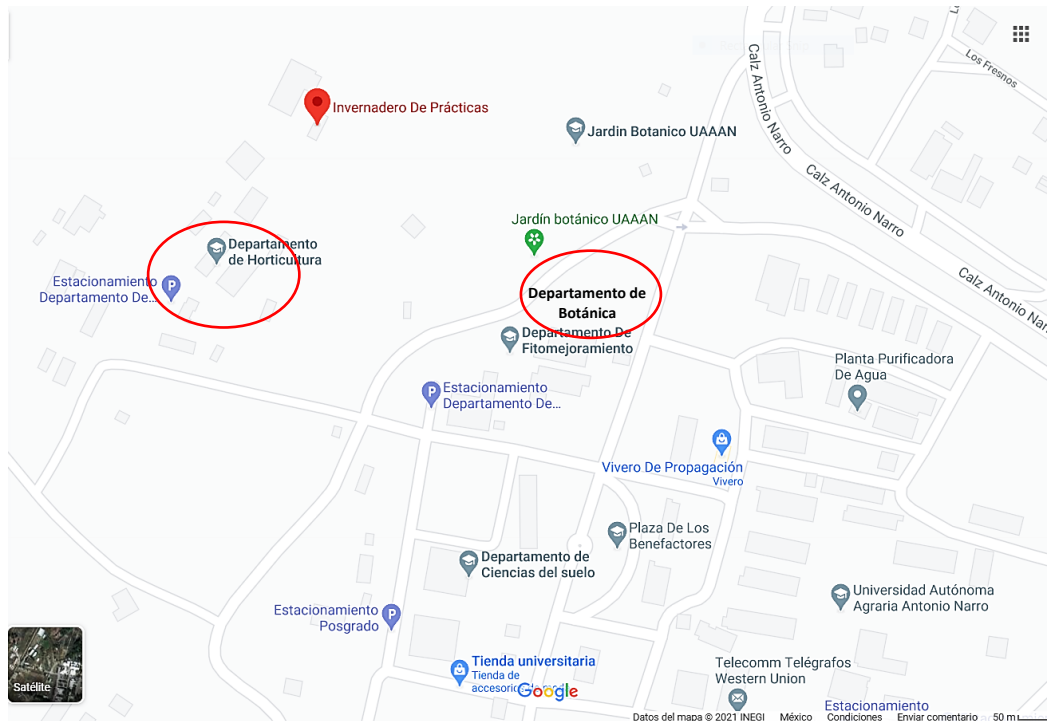 Los Fresnos
Calz Antonio Narro
Invernadero De Prácticas
Jardin Botanico UAAAN
Calz Antonio Narro
Jardín botánico UAAAN
Departamento
de Horticultura
Estacionamiento
Departamento De...
Calz Antonio Nar
Departamento de
Botánica
Departamento De
Fitomejoramiento
Planta Purificadora
De Agua
Estacionamiento
Departamento De...
Vivero De Propagación
Vivero
Plaza De Los
Benefactores
Departamento de
Ciencias del suelo
Universidad Autónoma
Agraria Antonio Narro
Estacionamiento
Posgrado
Tienda universitaria
Tienda de
Telecomm Telégrafos
Western Union
Satélite
Google
Estacionamiento
Datos del mapa © 2021 INEGI México Condiciones Enviar comentario 50 m